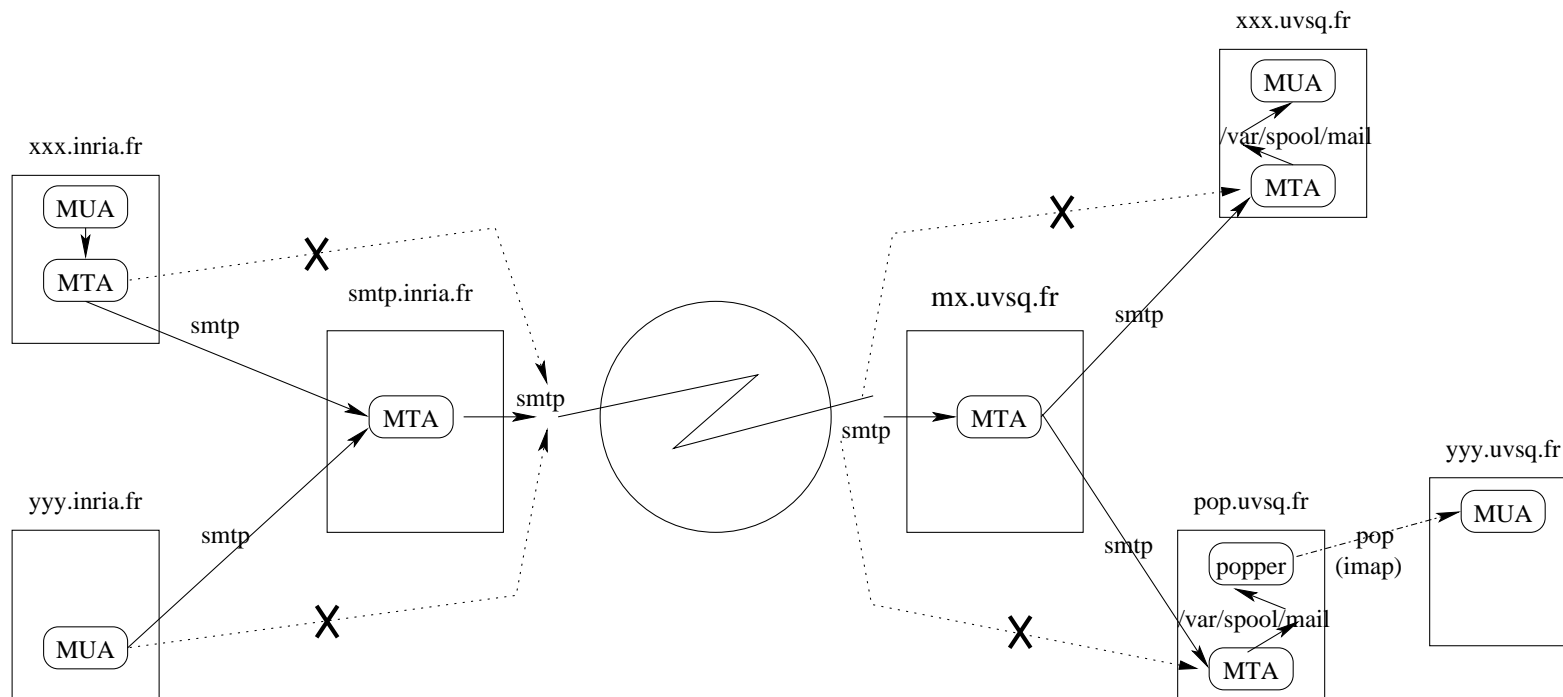 xxx.uvsq.fr
MUA
/var/spool/mail
MTA
xxx.inria.fr
MUA
MTA
smtp
smtp.inria.fr
MTA
smtp
mx.uvsq.fr
smtp
MTA
smtp
yyy.inria.fr
smtp
MUA
smtp
pop.uvsq.fr
popper
/var/spool/mail
MTA
pop
(imap)
yyy.uvsq.fr
MUA
X
X
X
X